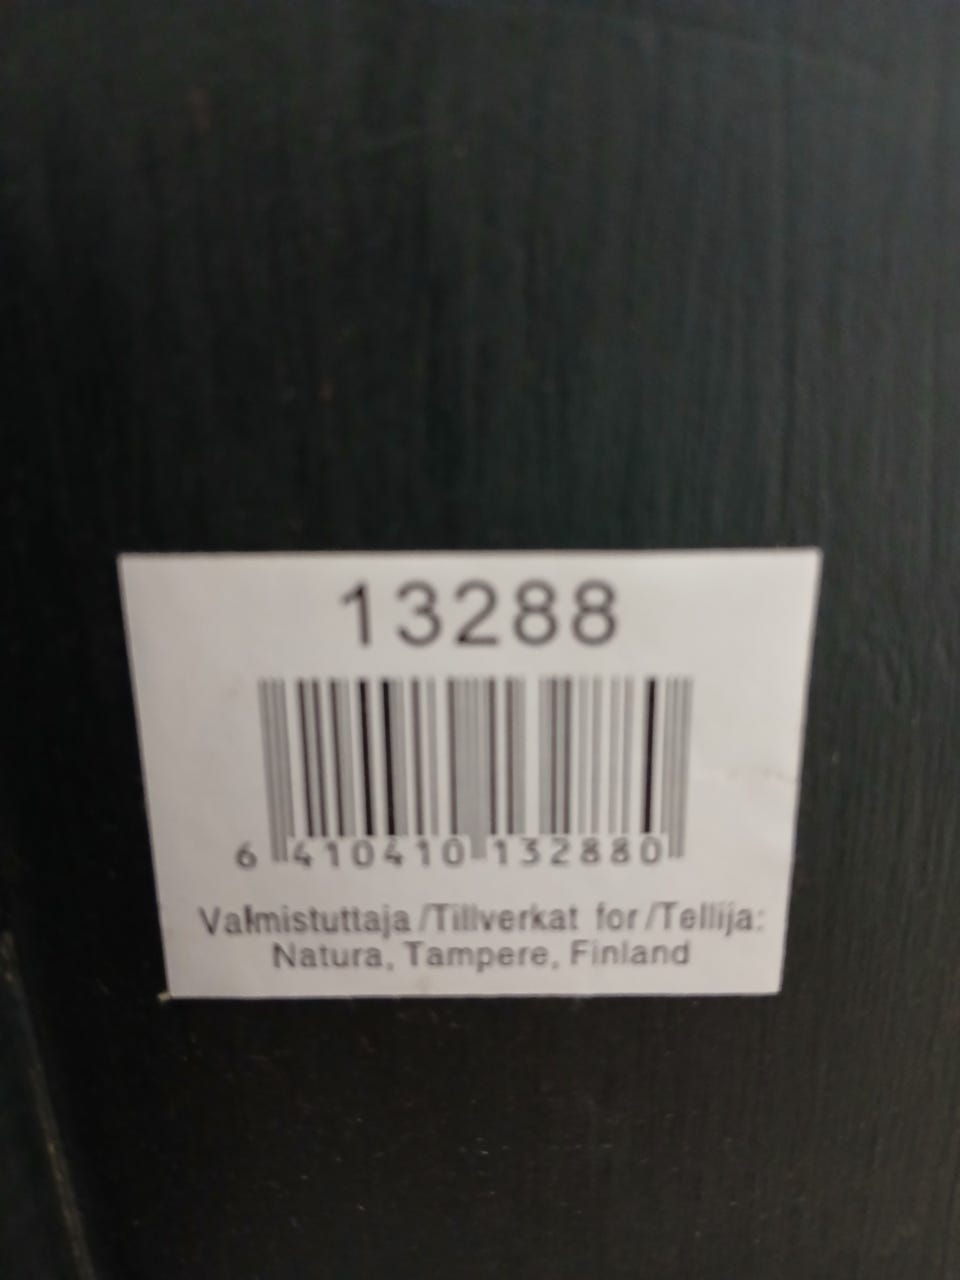 13288
6 410410 132880
Valmistuttaja/Tillverkat for/Tellija:
Natura, Tampere, Finland